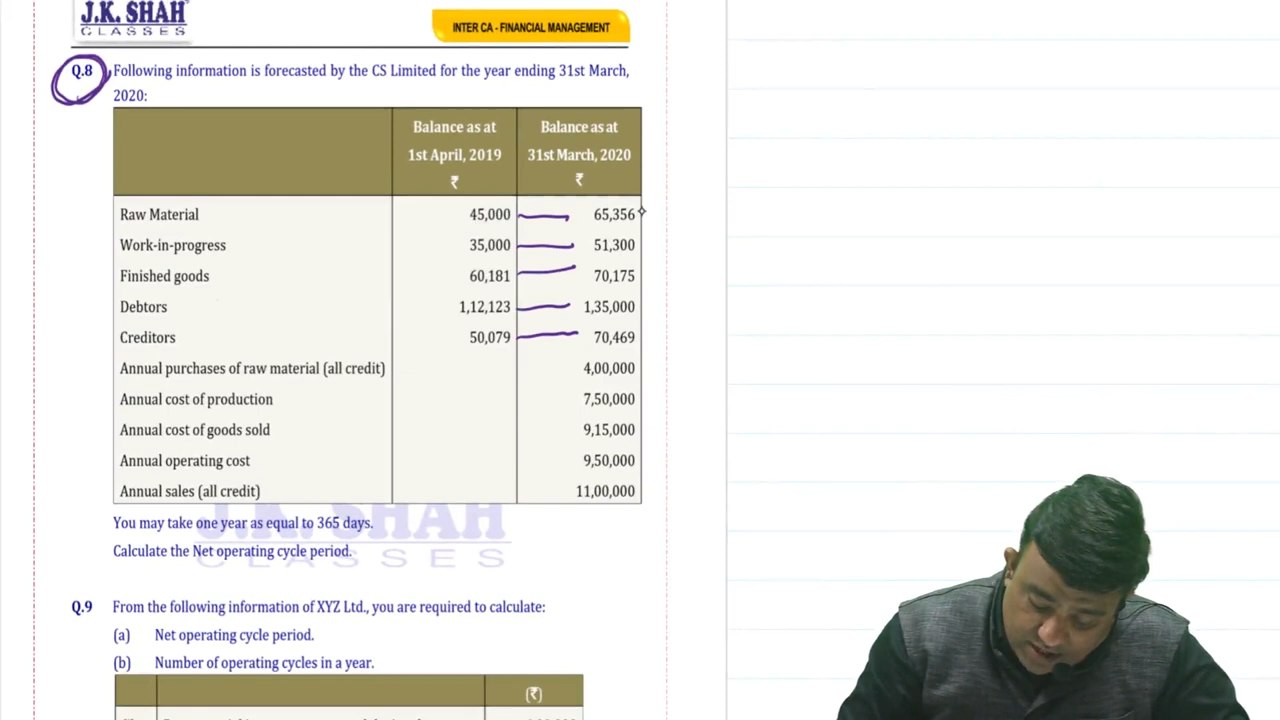 J.K. SHAH®
CLASSES
INTER CA - FINANCIAL MANAGEMENT
Q.8 Following information is forecasted by the CS Limited for the year ending 31st March,
2020:
Balance as at 1st April, 2019 ₹ Balance as at 31st March, 2020 ₹
Raw Material 45,000 65,356
Work-in-progress 35,000 51,300
Finished goods 60,181 70,175
Debtors 1,12,123 1,35,000
Creditors 50,079 70,469
Annual purchases of raw material (all credit) 4,00,000
Annual cost of production 7,50,000
Annual cost of goods sold 9,15,000
Annual operating cost 9,50,000
Annual sales (all credit) 11,00,000
J.K. SHAH
CLASSES
You may take one year as equal to 365 days.
Calculate the Net operating cycle period.
Q.9 From the following information of XYZ Ltd., you are required to calculate:
(a) Net operating cycle period.
(b) Number of operating cycles in a year.
(₹)